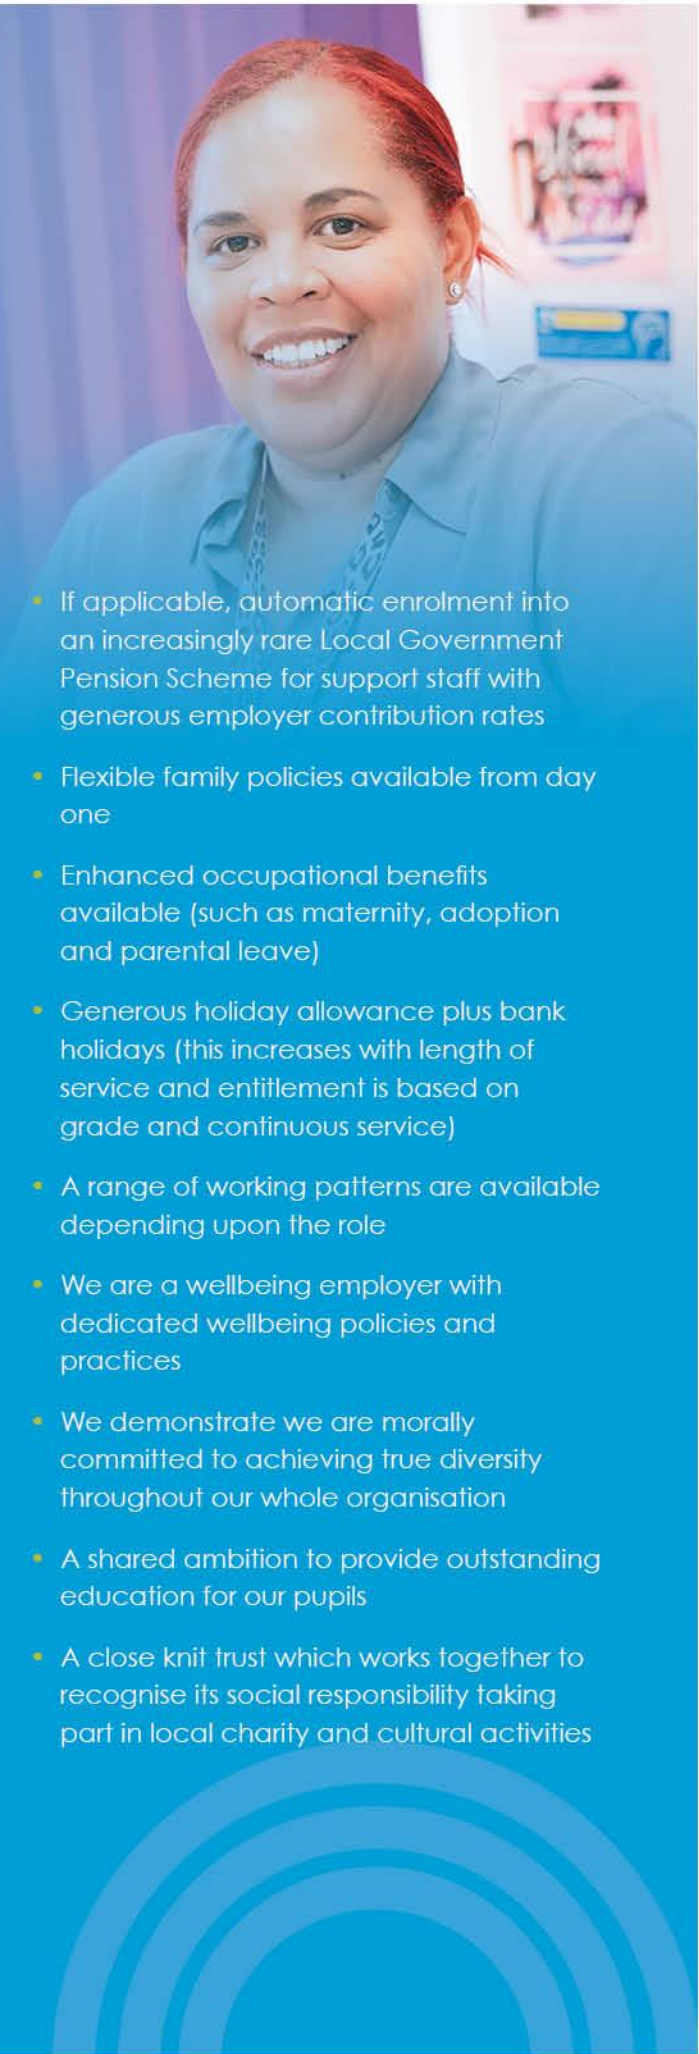 • If applicable, automatic enrolment into
an increasingly rare Local Government
Pension Scheme for support staff with
generous employer contribution rates
• Flexible family policies available from day
one
• Enhanced occupational benefits
available (such as maternity, adoption
and parental leave)
• Generous holiday allowance plus bank
holidays (this increases with length of
service and entitlement is based on
grade and continuous service)
• A range of working patterns are available
depending upon the role
• We are a wellbeing employer with
dedicated wellbeing policies and
practices
• We demonstrate we are morally
committed to achieving true diversity
throughout our whole organisation
• A shared ambition to provide outstanding
education for our pupils
• A close knit trust which works together to
recognise its social responsibility taking
part in local charity and cultural activities